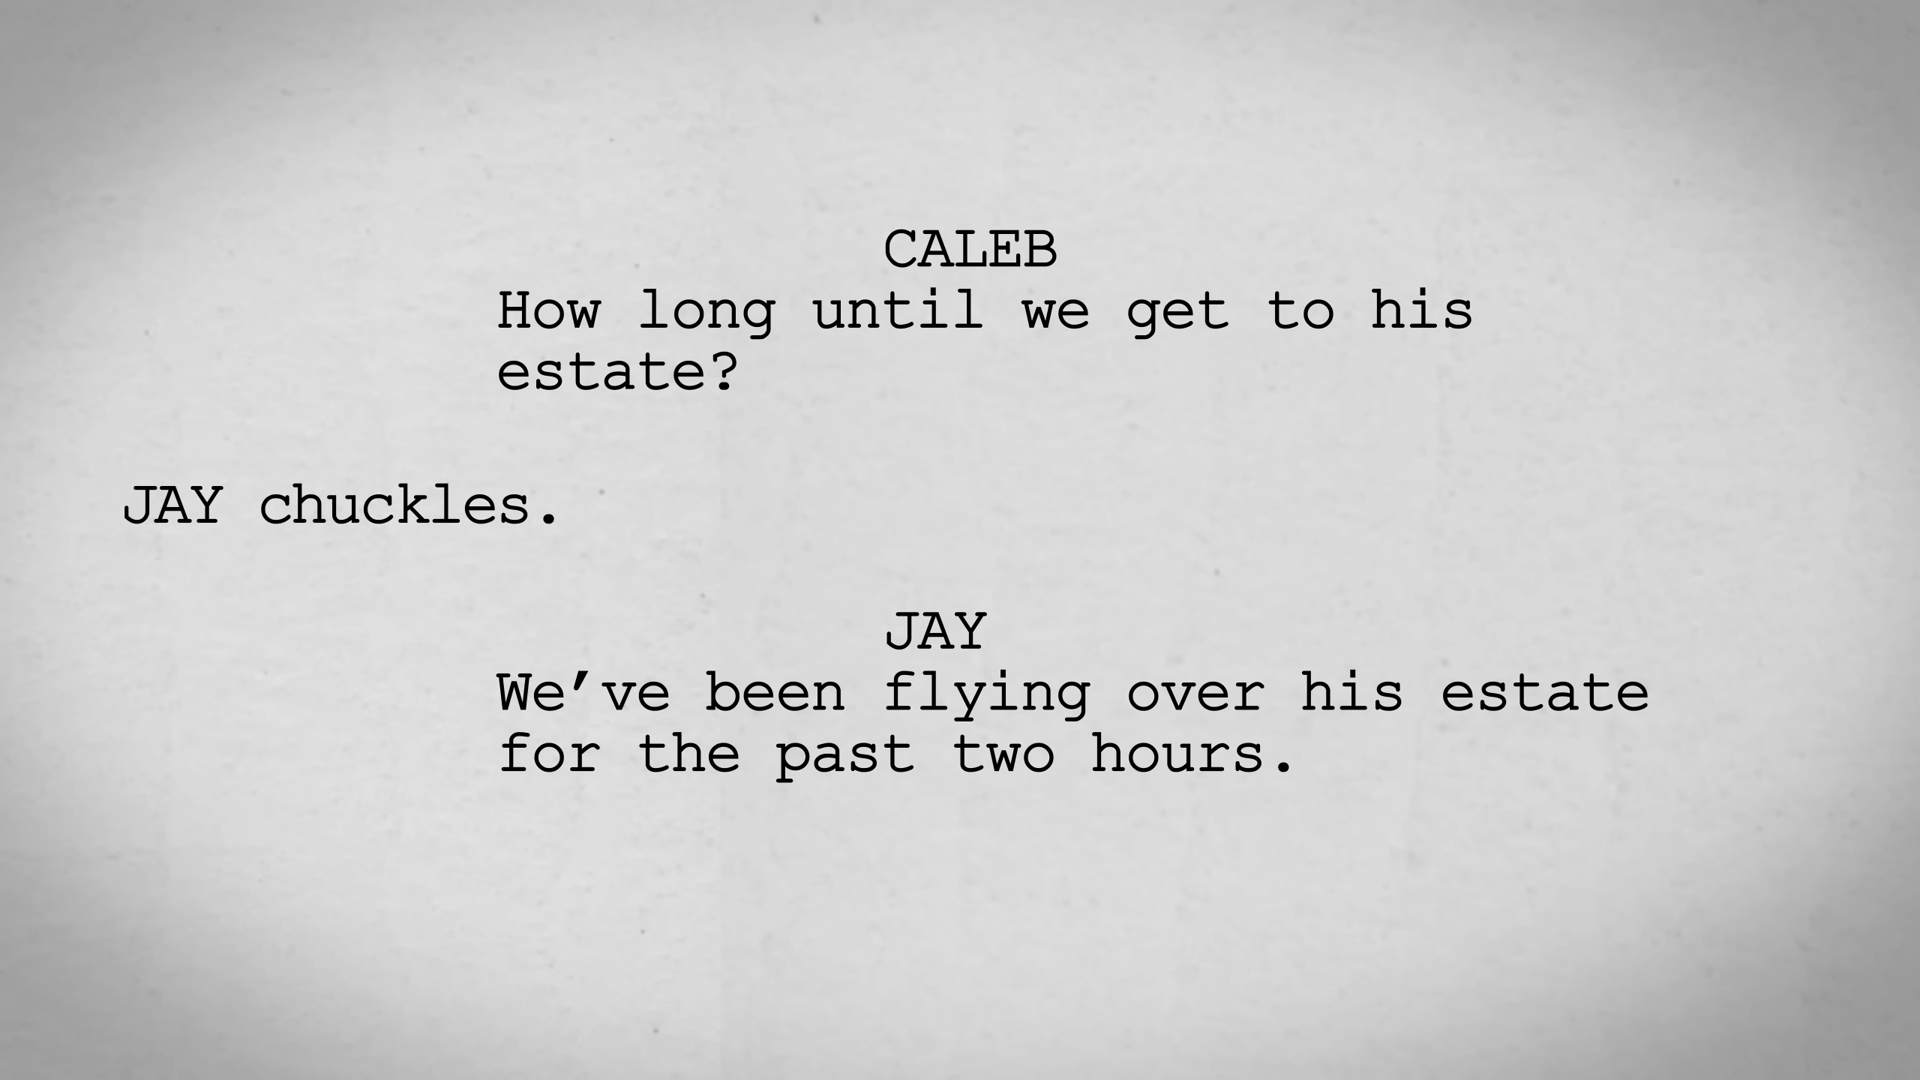 CALEB
How long until we get to his
estate?
JAY chuckles.
JAY
We’ve been flying over his estate
for the past two hours.